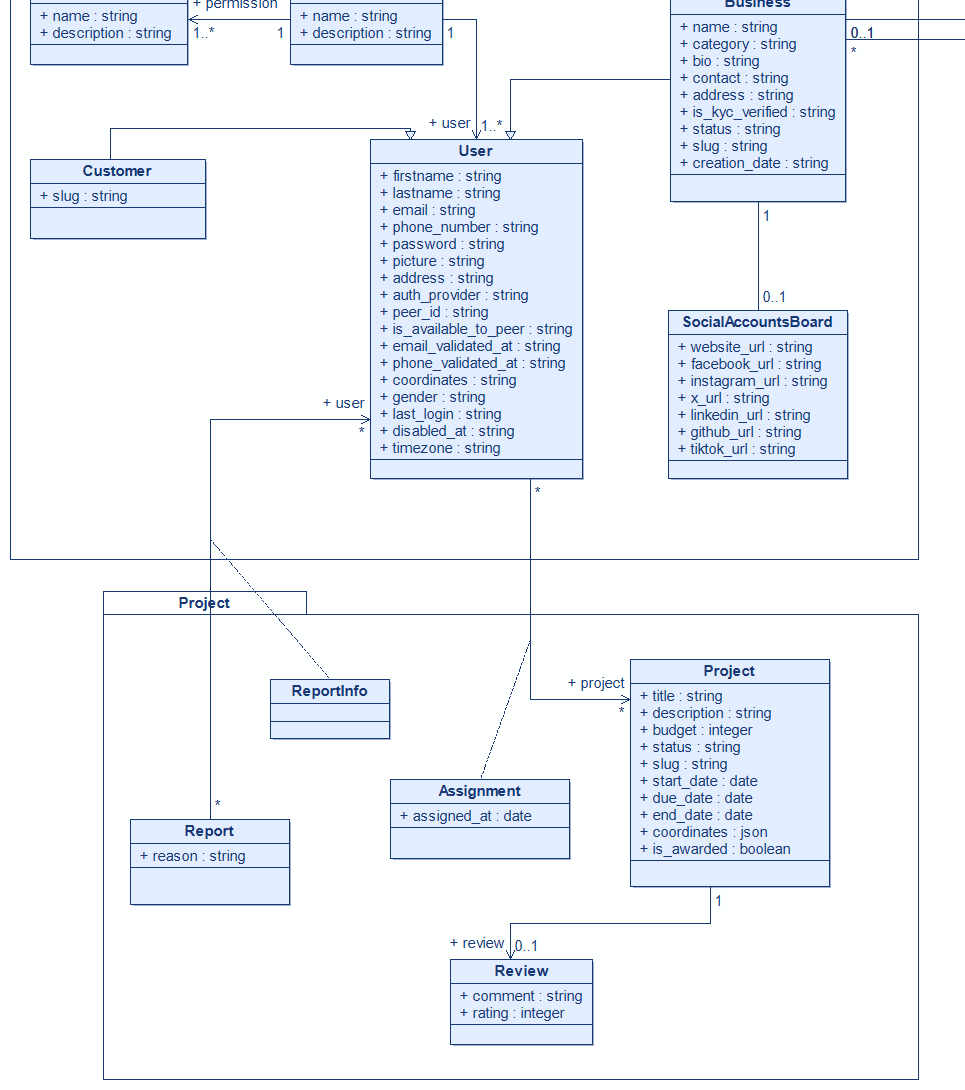 + permission
+ name : string
+ description : string
1..*
1
+ name : string
+ description : string
1
Business
+ name : string
+ category : string
+ bio : string
+ contact : string
+ address : string
+ is_kyc_verified : string
+ status : string
+ slug : string
+ creation_date : string
0..1
*
+ user
1..*
Customer
+ slug : string
User
+ firstname : string
+ lastname : string
+ email : string
+ phone_number : string
+ password : string
+ picture : string
+ address : string
+ auth_provider : string
+ peer_id : string
+ is_available_to_peer : string
+ email_validated_at : string
+ phone_validated_at : string
+ coordinates : string
+ gender : string
+ last_login : string
+ disabled_at : string
+ timezone : string
1
0..1
SocialAccountsBoard
+ website_url : string
+ facebook_url : string
+ instagram_url : string
+ x_url : string
+ linkedin_url : string
+ github_url : string
+ tiktok_url : string
+ user
*
*
Project
ReportInfo
+ project
*
Project
+ title : string
+ description : string
+ budget : integer
+ status : string
+ slug : string
+ start_date : date
+ due_date : date
+ end_date : date
+ coordinates : json
+ is_awarded : boolean
Assignment
+ assigned_at : date
*
Report
+ reason : string
1
+ review
0..1
Review
+ comment : string
+ rating : integer